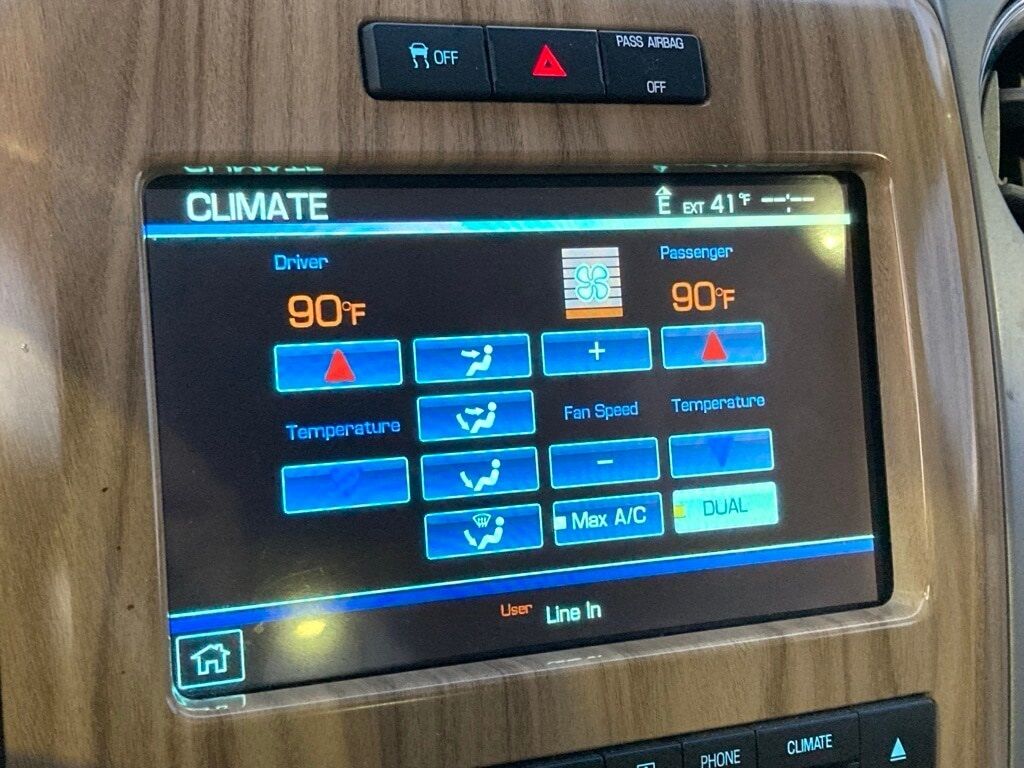 OFF
PASS AIRBAG
OFF
CLIMATE
E EXT 41°F --:--
Driver
Passenger
90°F
90°F
+
Temperature
Fan Speed
Temperature
-
Max A/C
DUAL
User Line In
PHONE
CLIMATE